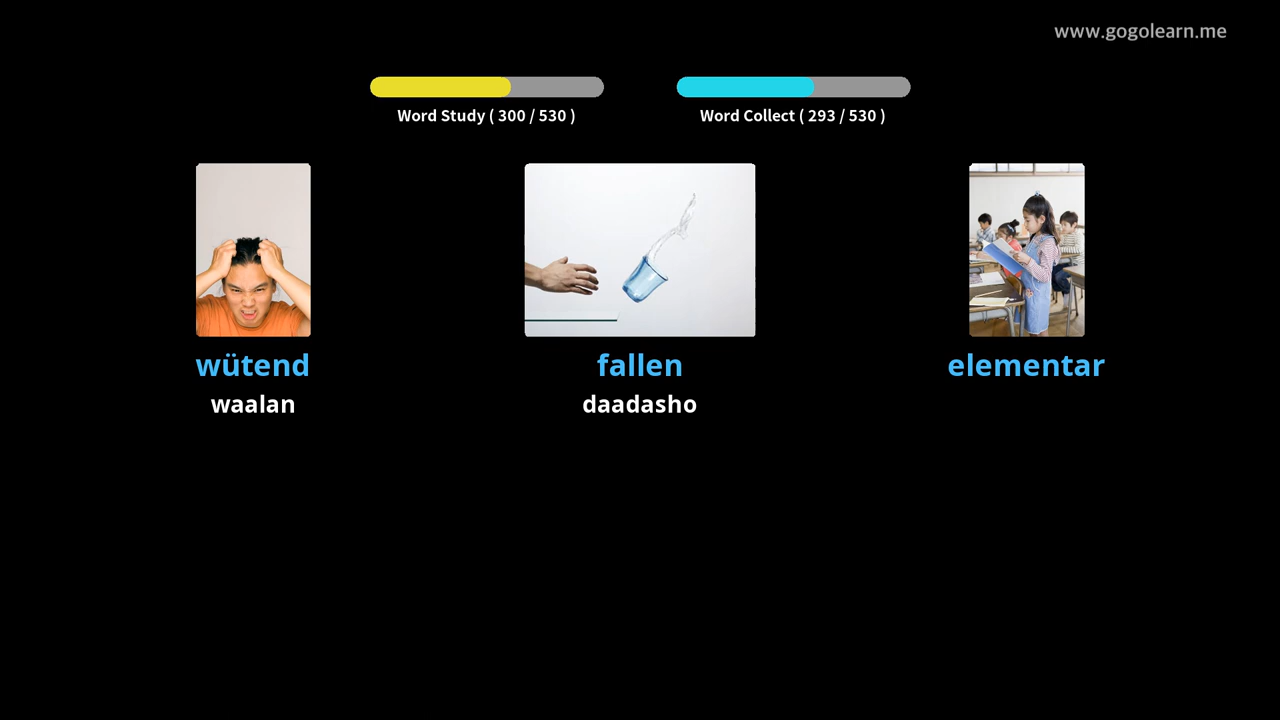 www.gogolearn.me
Word Study ( 300 / 530 )
Word Collect ( 293 / 530 )
wütend
fallen
elementar
waalan
daadasho